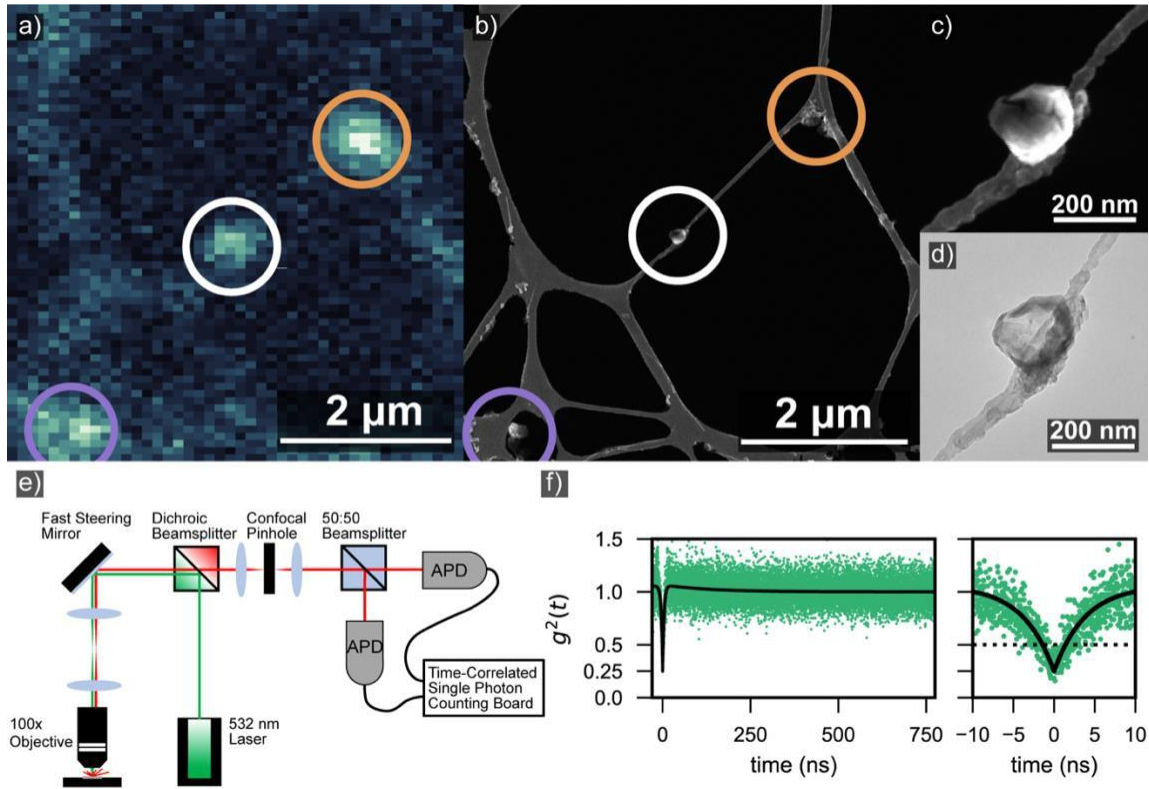 a)
2 µm
b)
2 µm
c)
200 nm
d)
200 nm
e)
Fast Steering
Mirror
Dichroic
Beamsplitter
Confocal
Pinhole
50:50
Beamsplitter
APD
APD
Time-Correlated
Single Photon
Counting Board
100x
Objective
532 nm
Laser
f)
g²(t)
1.5
1.0
0.5
0.25
0.0
0 250 500 750
time (ns)
−10 −5 0 5 10
time (ns)